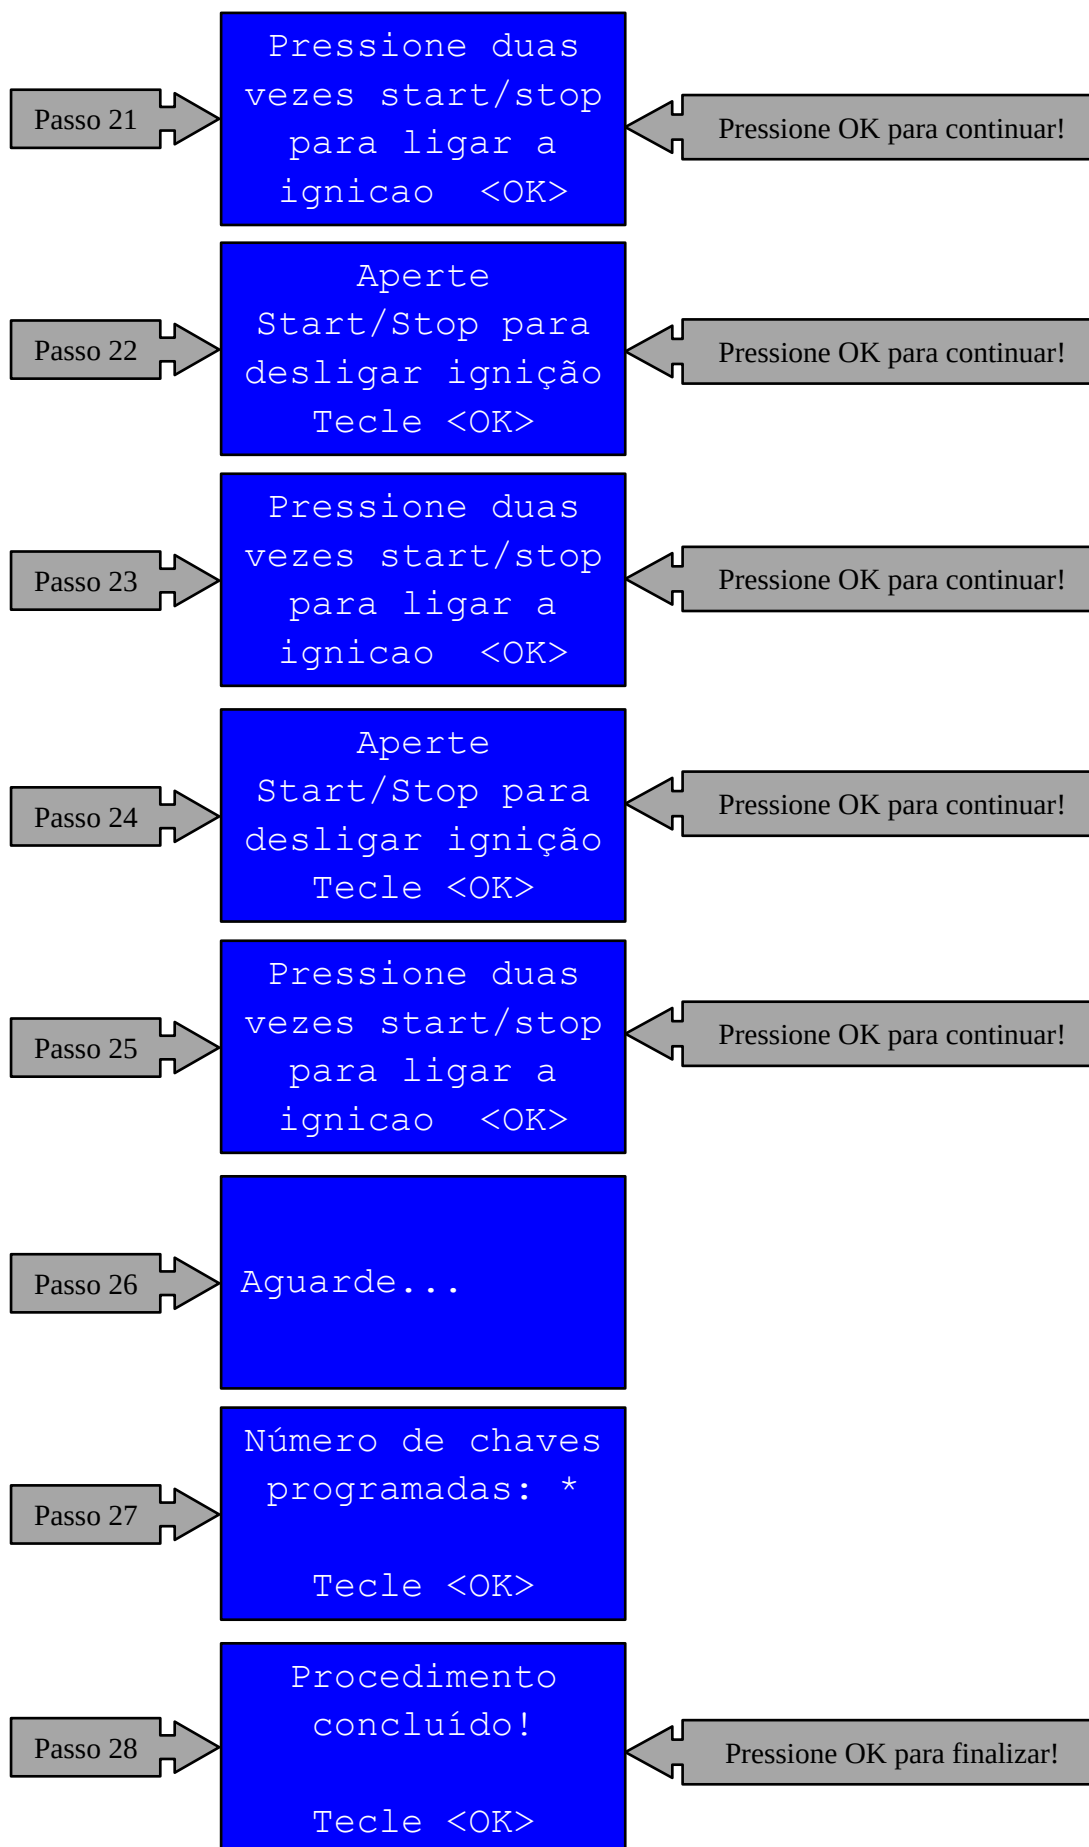 Passo 21
Pressione duas
vezes start/stop
para ligar a
ignicao <OK>
Pressione OK para continuar!
Passo 22
Aperte
Start/Stop para
desligar ignição
Tecle <OK>
Pressione OK para continuar!
Passo 23
Pressione duas
vezes start/stop
para ligar a
ignicao <OK>
Pressione OK para continuar!
Passo 24
Aperte
Start/Stop para
desligar ignição
Tecle <OK>
Pressione OK para continuar!
Passo 25
Pressione duas
vezes start/stop
para ligar a
ignicao <OK>
Pressione OK para continuar!
Passo 26
Aguarde...
Passo 27
Número de chaves
programadas: *
Tecle <OK>
Passo 28
Procedimento
concluído!
Tecle <OK>
Pressione OK para finalizar!